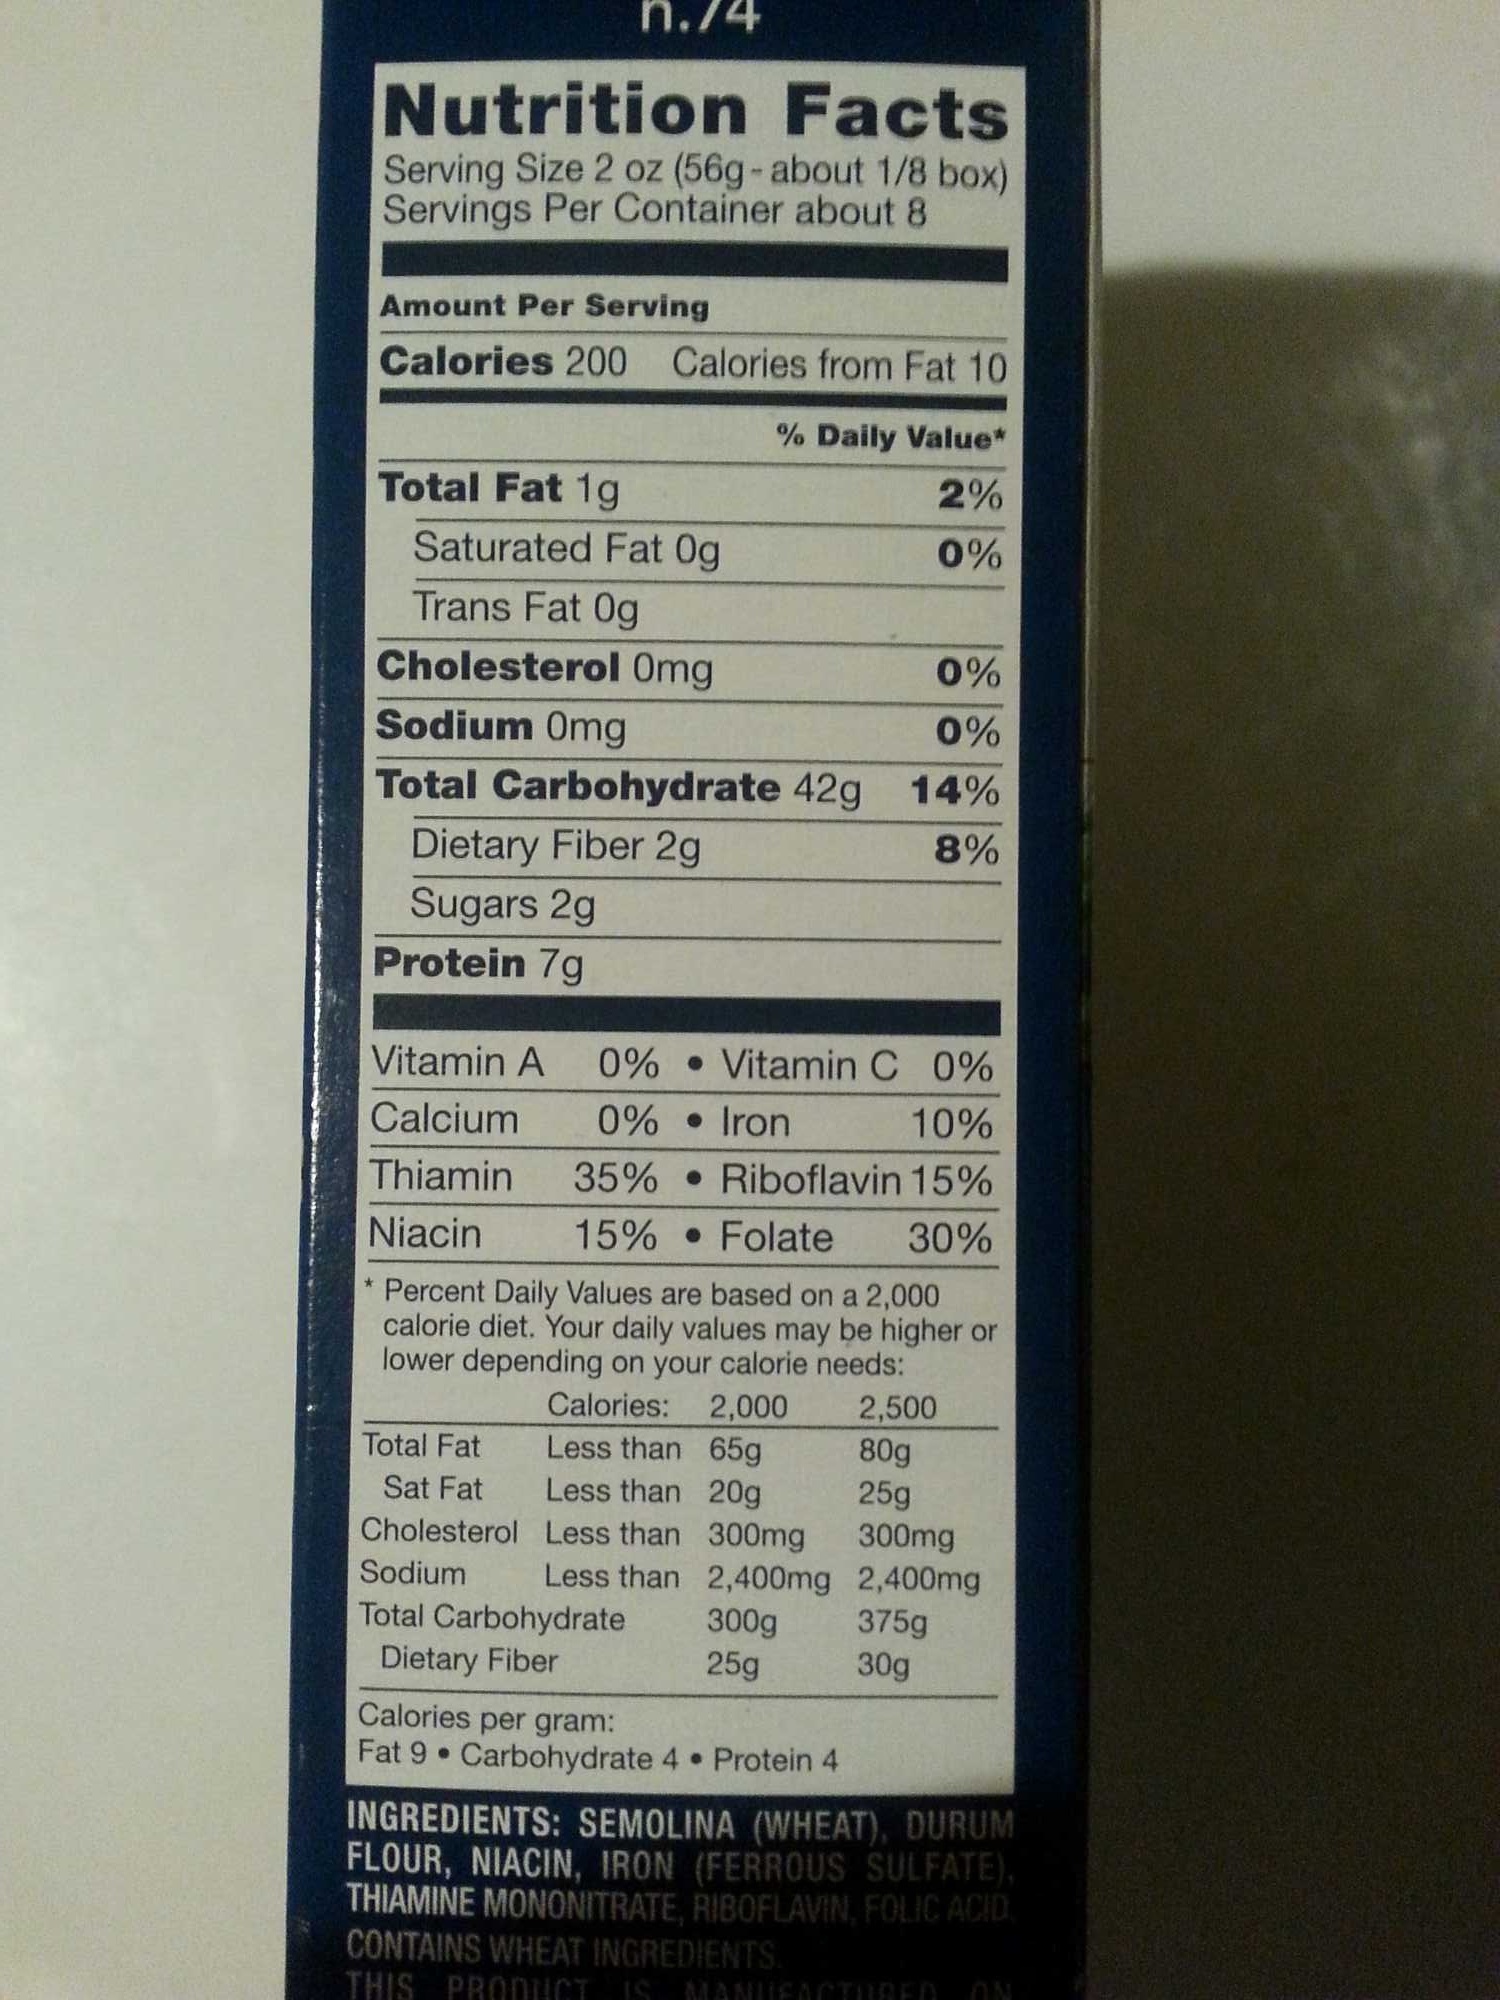 n.74
Nutrition Facts
Serving Size 2 oz (56g - about 1/8 box)
Servings Per Container about 8
Amount Per Serving
Calories 200 Calories from Fat 10
% Daily Value*
Total Fat 1g 2%
Saturated Fat 0g 0%
Trans Fat 0g
Cholesterol 0mg 0%
Sodium 0mg 0%
Total Carbohydrate 42g 14%
Dietary Fiber 2g 8%
Sugars 2g
Protein 7g
Vitamin A 0% • Vitamin C 0%
Calcium 0% • Iron 10%
Thiamin 35% • Riboflavin 15%
Niacin 15% • Folate 30%
* Percent Daily Values are based on a 2,000
calorie diet. Your daily values may be higher or
lower depending on your calorie needs:
Calories: 2,000 2,500
Total Fat Less than 65g 80g
Sat Fat Less than 20g 25g
Cholesterol Less than 300mg 300mg
Sodium Less than 2,400mg 2,400mg
Total Carbohydrate 300g 375g
Dietary Fiber 25g 30g
Calories per gram:
Fat 9 • Carbohydrate 4 • Protein 4
INGREDIENTS: SEMOLINA (WHEAT), DURUM
FLOUR, NIACIN, IRON (FERROUS SULFATE),
THIAMINE MONONITRATE, RIBOFLAVIN, FOLIC ACID.
CONTAINS WHEAT INGREDIENTS.
THIS PRODUCT IS MANUFACTURED ON